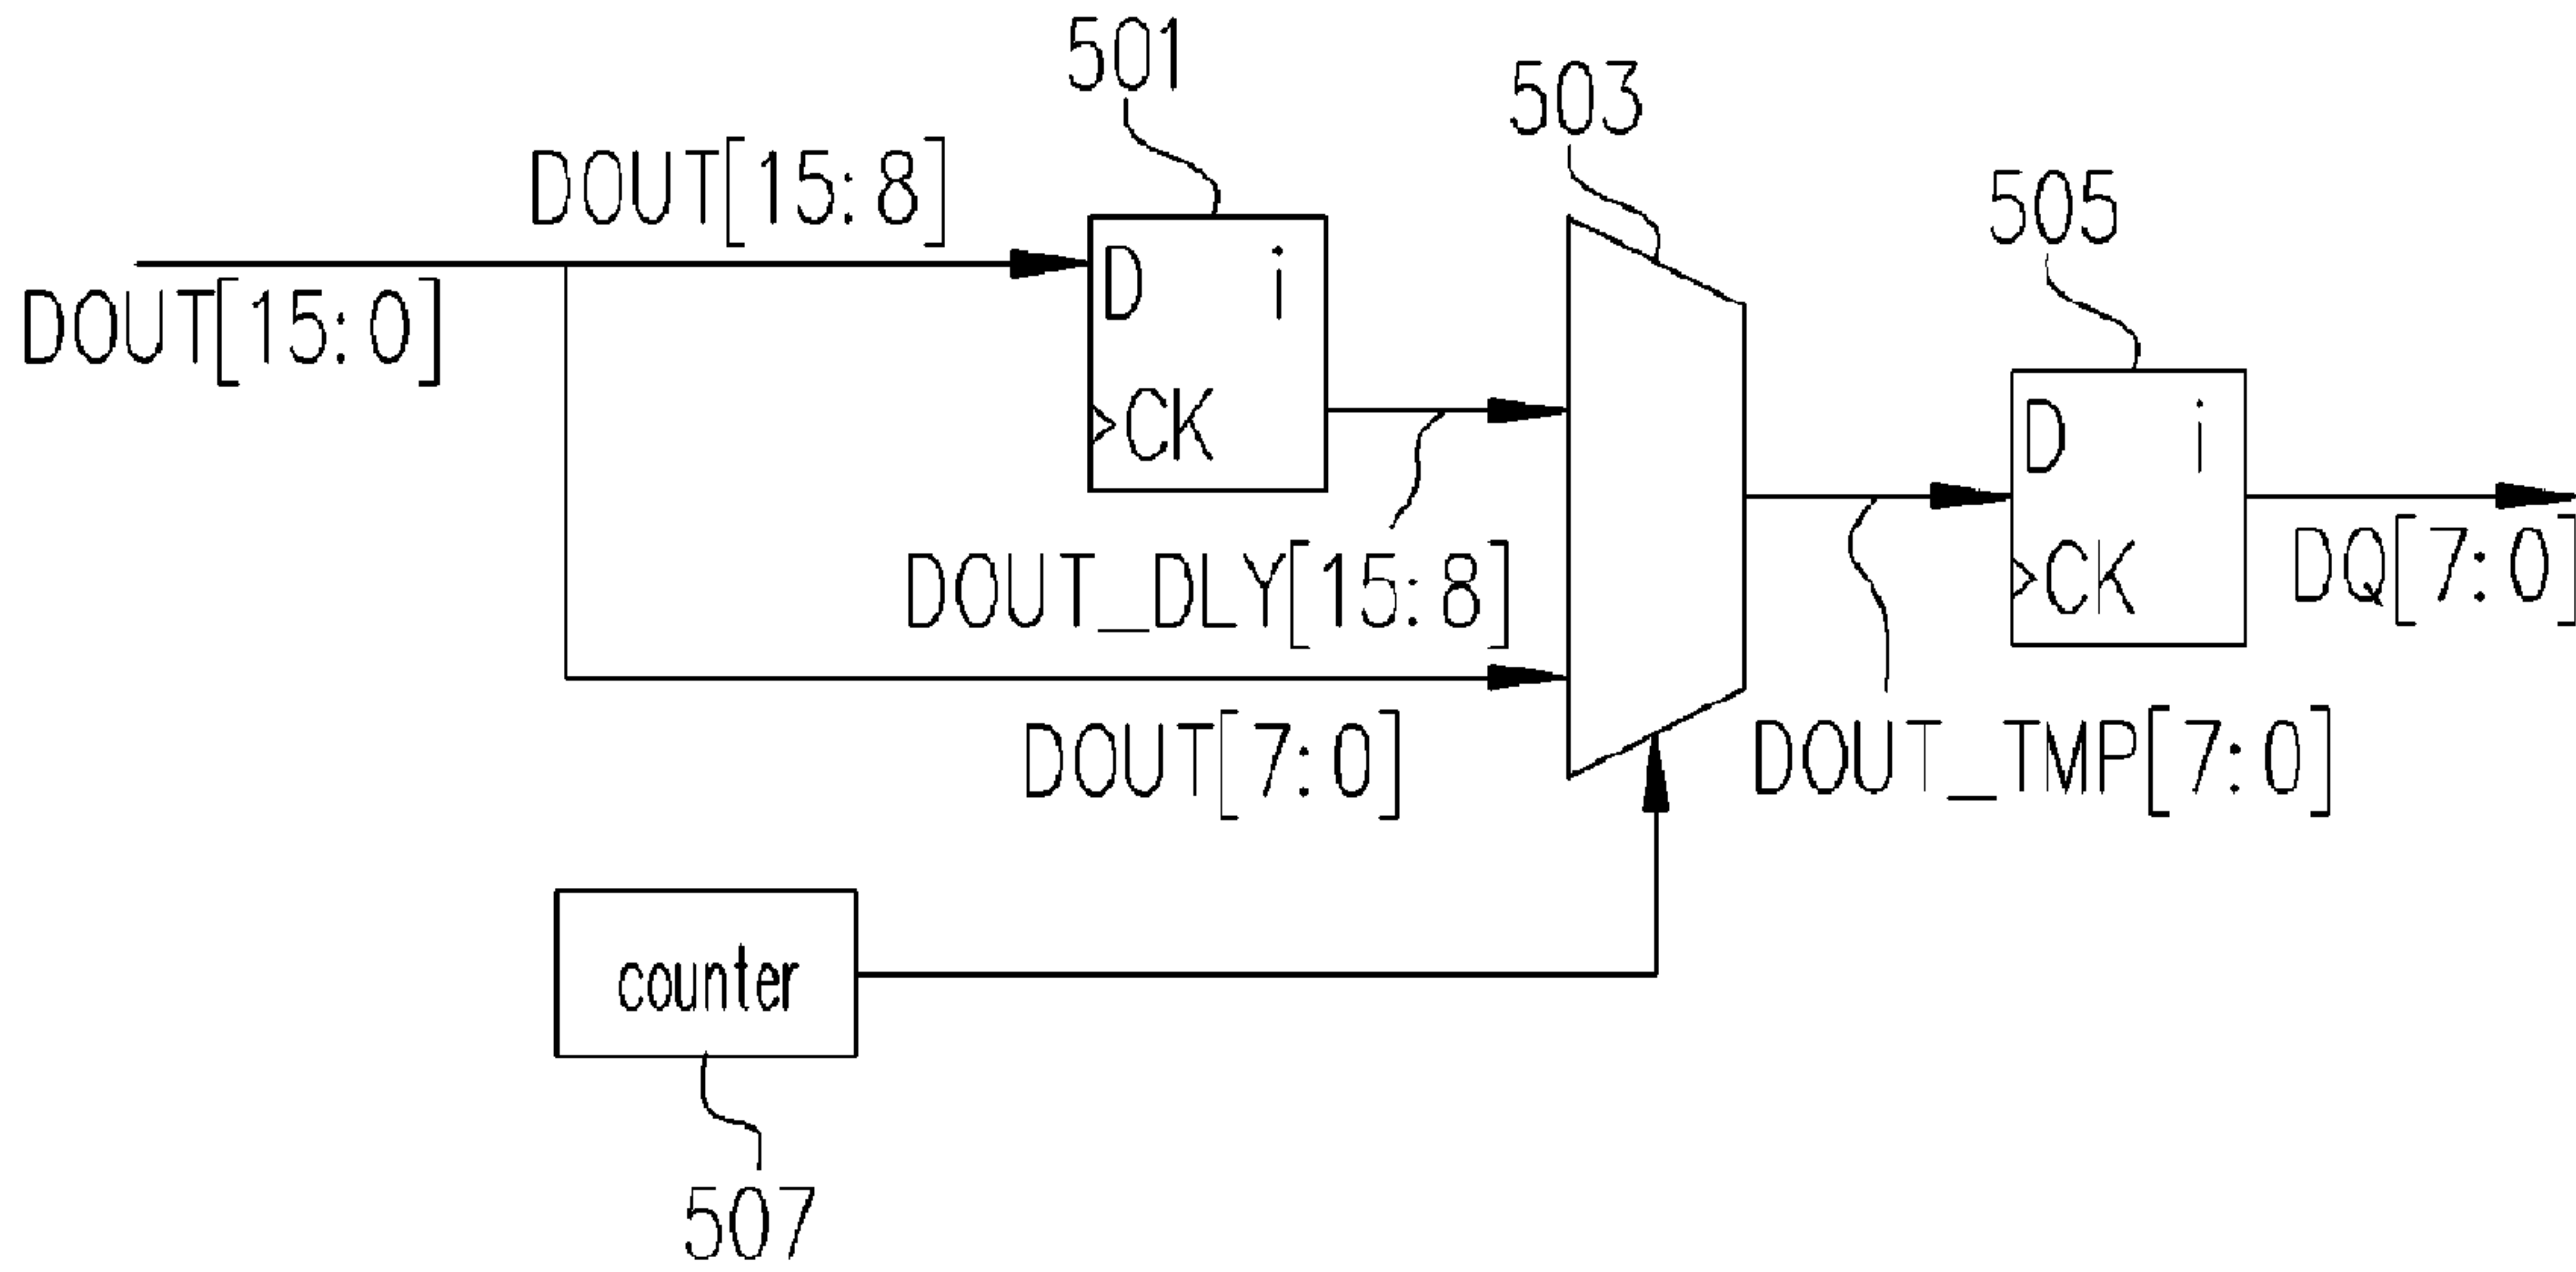 501
503
DOUT[15:8]
505
DOUT[15:0]
D i
CK
D i
CK
DQ[7:0]
DOUT_DLY[15:8]
DOUT[7:0]
DOUT_TMP[7:0]
counter
507